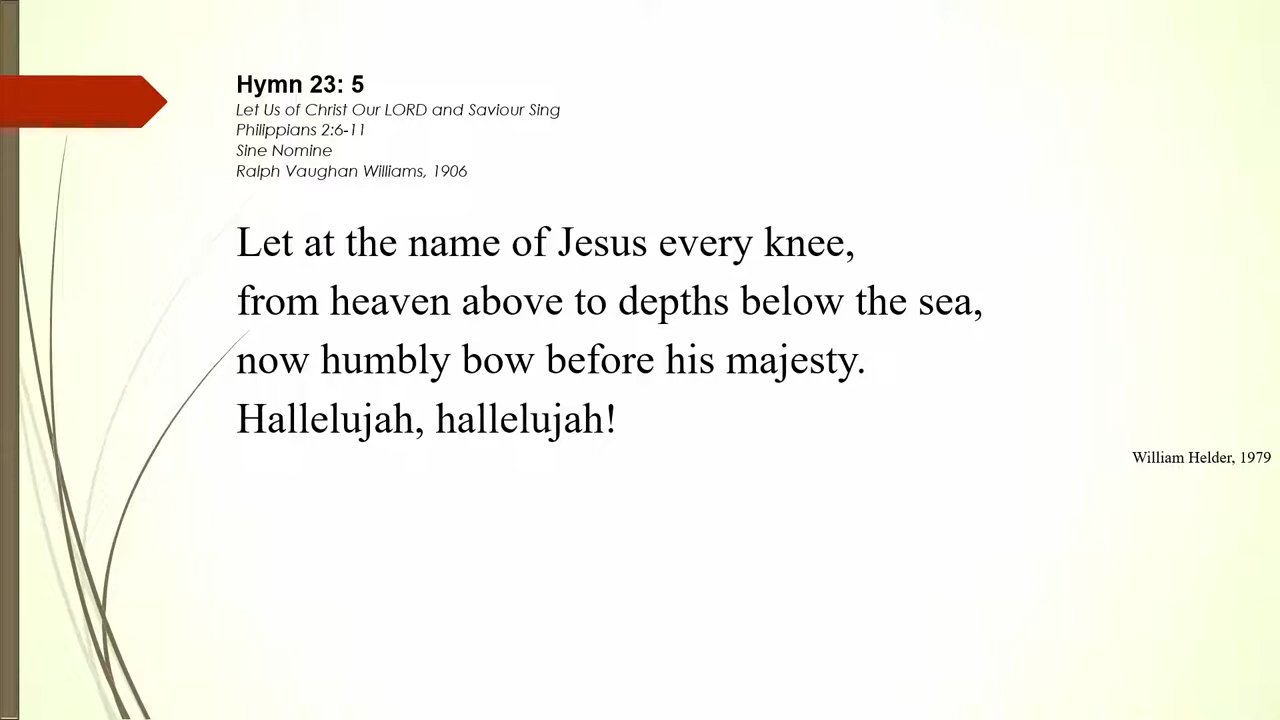 Hymn 23: 5
Let Us of Christ Our LORD and Saviour Sing
Philippians 2:6-11
Sine Nomine
Ralph Vaughan Williams, 1906
Let at the name of Jesus every knee,
from heaven above to depths below the sea,
now humbly bow before his majesty.
Hallelujah, hallelujah!
William Helder, 1979